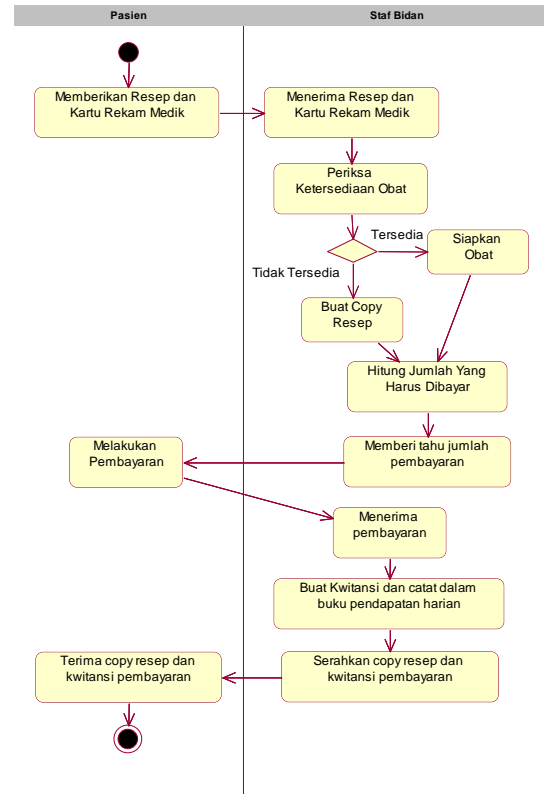 Pasien
Staf Bidan
Memberikan Resep dan
Kartu Rekam Medik
Menerima Resep dan
Kartu Rekam Medik
Periksa
Ketersediaan Obat
Tersedia
Siapkan
Obat
Tidak Tersedia
Buat Copy
Resep
Hitung Jumlah Yang
Harus Dibayar
Melakukan
Pembayaran
Memberi tahu jumlah
pembayaran
Menerima
pembayaran
Buat Kwitansi dan catat dalam
buku pendapatan harian
Terima copy resep dan
kwitansi pembayaran
Serahkan copy resep dan
kwitansi pembayaran